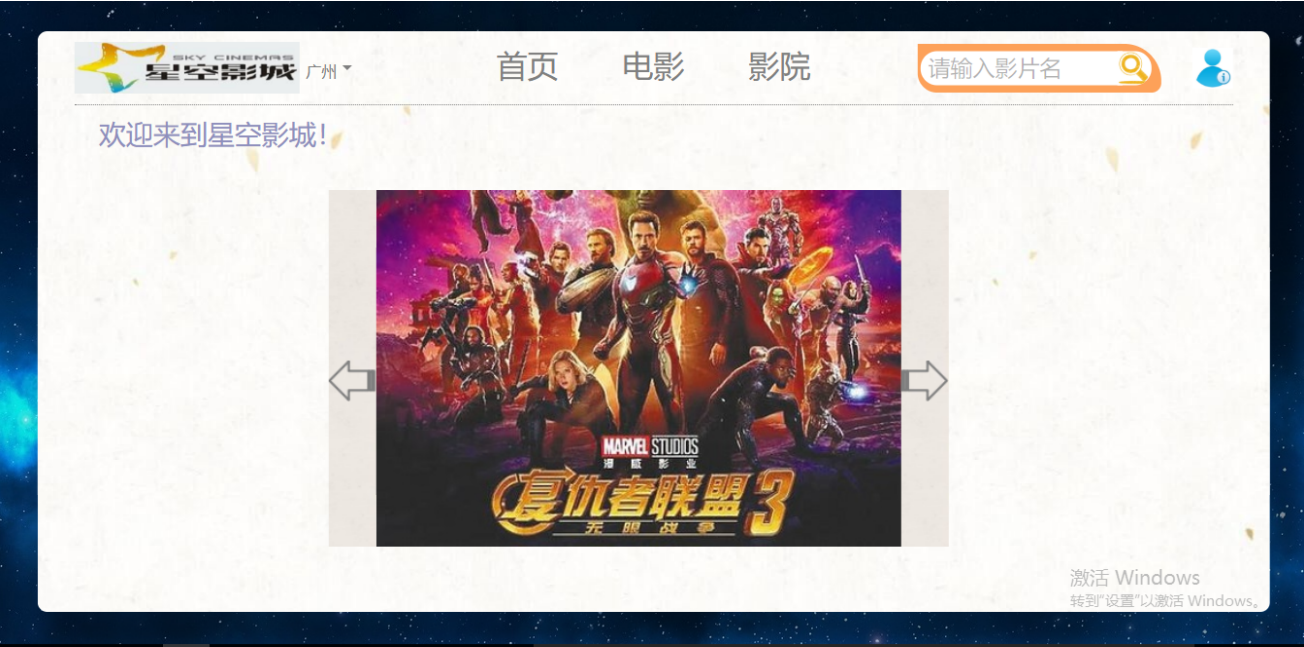 SKY CINEMAS
星空影城
广州
首页
电影
影院
请输入影片名
欢迎来到星空影城！
MARVEL STUDIOS
漫威影业
复仇者联盟3
无限战争
激活 Windows
转到"设置"以激活 Windows。